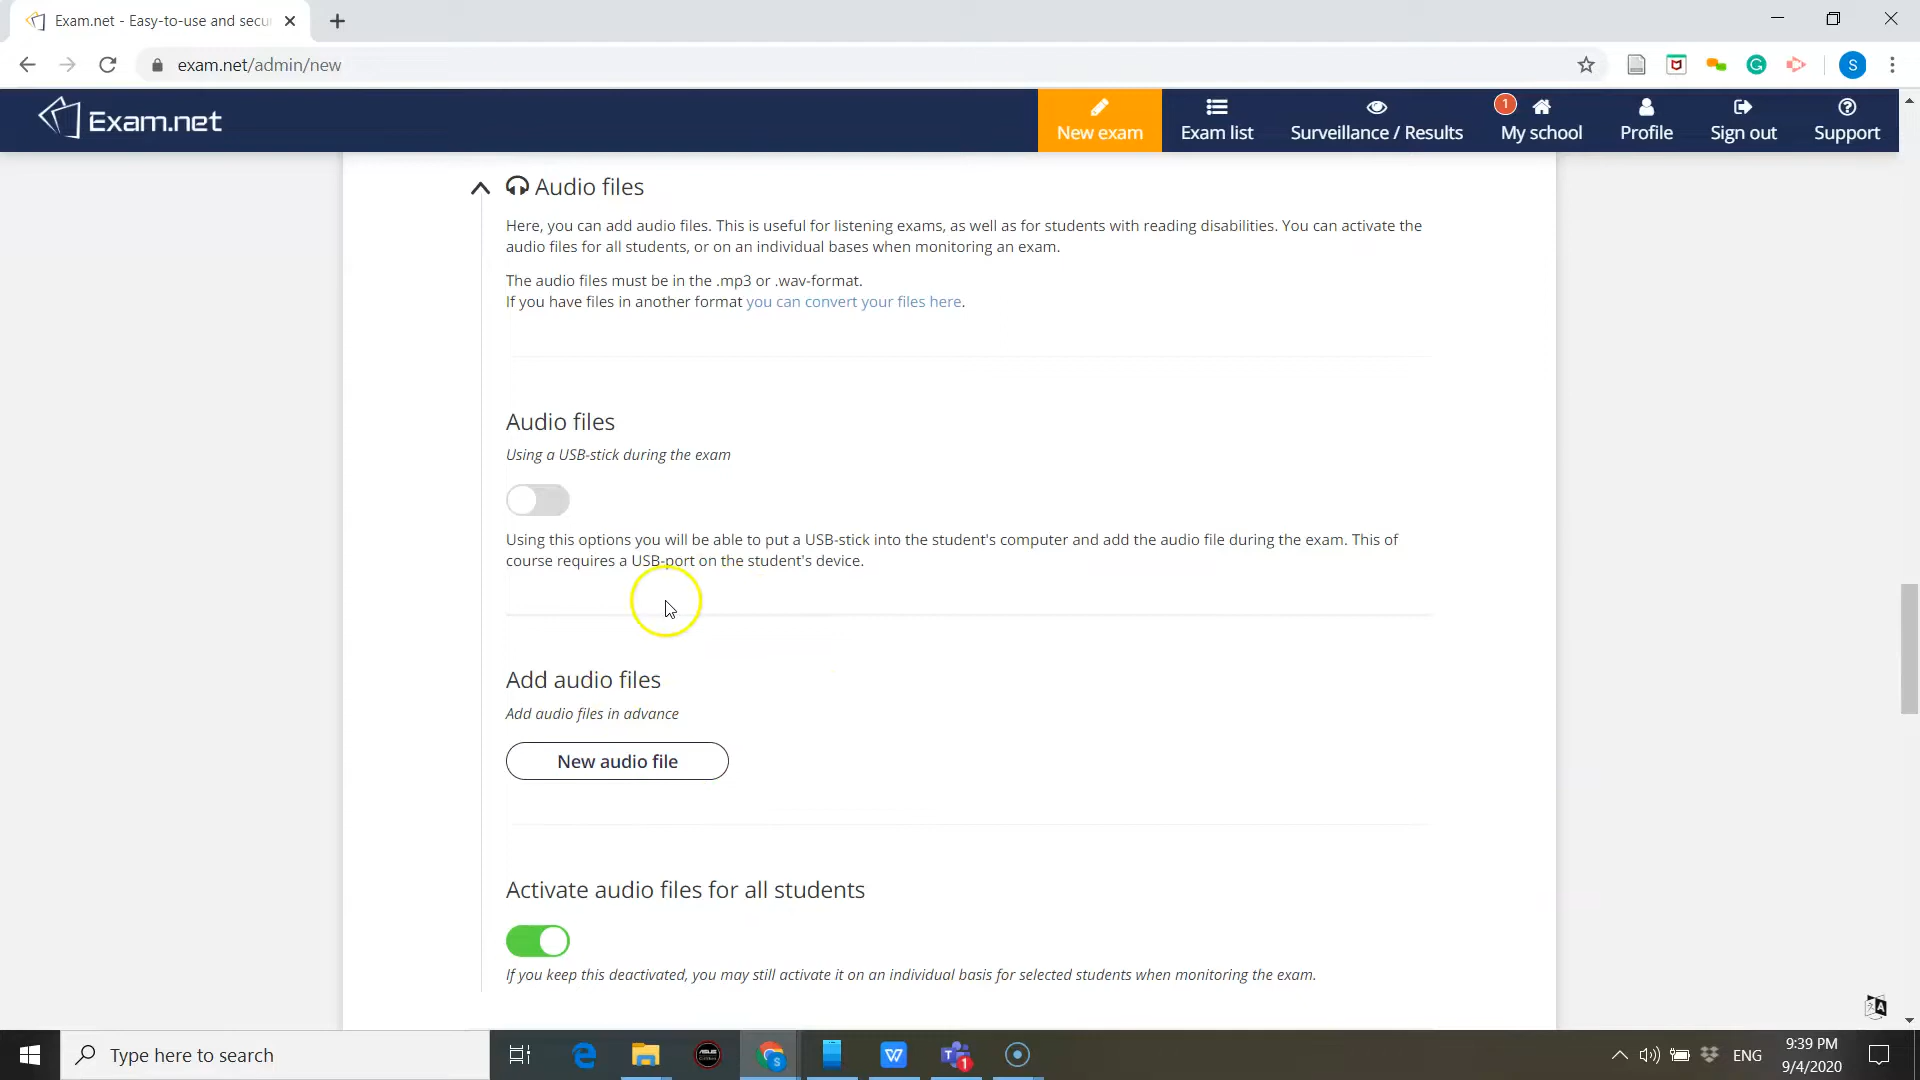 Exam.net - Easy-to-use and secu
exam.net/admin/new
S
Exam.net
New exam
Exam list
Surveillance / Results
1
My school
Profile
Sign out
Support
Audio files
Here, you can add audio files. This is useful for listening exams, as well as for students with reading disabilities. You can activate the
audio files for all students, or on an individual bases when monitoring an exam.
The audio files must be in the .mp3 or .wav-format.
If you have files in another format you can convert your files here.
Audio files
Using a USB-stick during the exam
Using this options you will be able to put a USB-stick into the student's computer and add the audio file during the exam. This of
course requires a USB-port on the student's device.
Add audio files
Add audio files in advance
New audio file
Activate audio files for all students
If you keep this deactivated, you may still activate it on an individual basis for selected students when monitoring the exam.
Type here to search
ENG
9:39 PM
9/4/2020